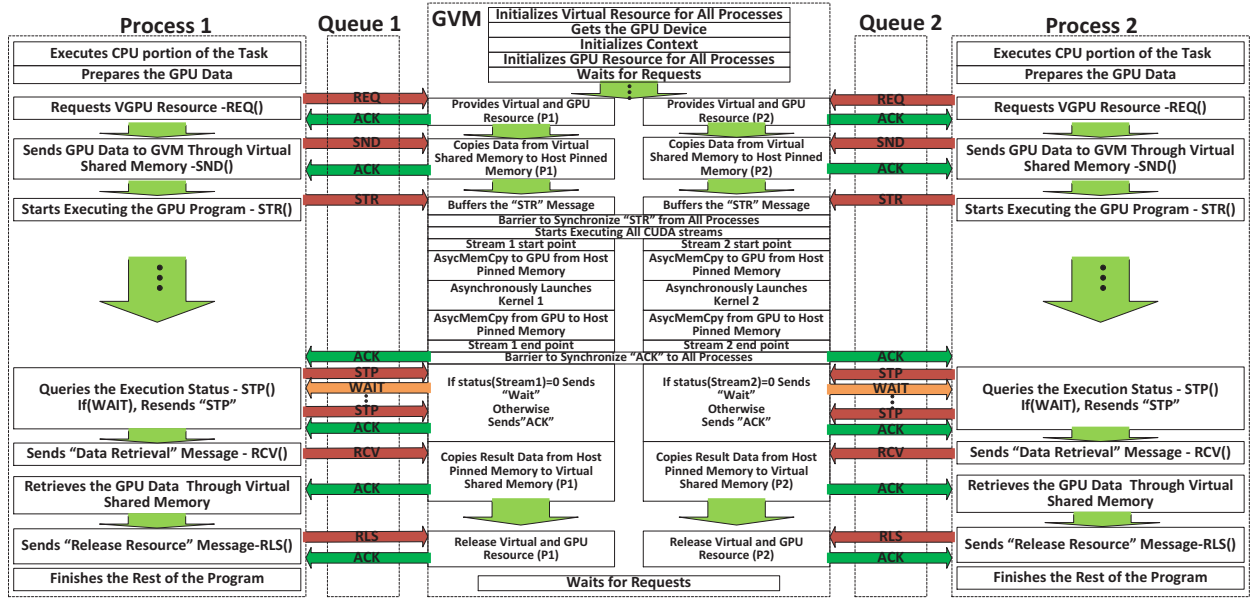 Process 1
Executes CPU portion of the Task
Prepares the GPU Data
Requests VGPU Resource -REQ()
Sends GPU Data to GVM Through Virtual
Shared Memory -SND()
Starts Executing the GPU Program - STR()
Queries the Execution Status - STP()
If(WAIT), Resends “STP”
Sends “Data Retrieval” Message - RCV()
Retrieves the GPU Data Through Virtual
Shared Memory
Sends “Release Resource” Message-RLS()
Finishes the Rest of the Program
Queue 1
REQ
ACK
SND
ACK
STR
ACK
STP
WAIT
STP
ACK
RCV
ACK
RLS
ACK
GVM
Initializes Virtual Resource for All Processes
Gets the GPU Device
Initializes Context
Initializes GPU Resource for All Processes
Waits for Requests
Provides Virtual and GPU
Resource (P1)
Copies Data from Virtual
Shared Memory to Host Pinned
Memory (P1)
Buffers the “STR” Message
Provides Virtual and GPU
Resource (P2)
Copies Data from Virtual
Shared Memory to Host Pinned
Memory (P2)
Buffers the “STR” Message
Barrier to Synchronize “STR” from All Processes
Starts Executing All CUDA streams
Stream 1 start point
AsycMemCpy to GPU from Host
Pinned Memory
Asynchronously Launches
Kernel 1
AsycMemCpy from GPU to Host
Pinned Memory
Stream 1 end point
Stream 2 start point
AsycMemCpy to GPU from Host
Pinned Memory
Asynchronously Launches
Kernel 2
AsycMemCpy from GPU to Host
Pinned Memory
Stream 2 end point
Barrier to Synchronize “ACK” to All Processes
If status(Stream1)=0 Sends
“Wait”
Otherwise
Sends”ACK”
Copies Result Data from Host
Pinned Memory to Virtual
Shared Memory (P1)
Release Virtual and GPU
Resource (P1)
If status(Stream2)=0 Sends
“Wait”
Otherwise
Sends ”ACK”
Copies Result Data from Host
Pinned Memory to Virtual
Shared Memory (P2)
Release Virtual and GPU
Resource (P2)
Waits for Requests
Queue 2
REQ
ACK
SND
ACK
STR
ACK
STP
WAIT
STP
ACK
RCV
ACK
RLS
ACK
Process 2
Executes CPU portion of the Task
Prepares the GPU Data
Requests VGPU Resource -REQ()
Sends GPU Data to GVM Through Virtual
Shared Memory -SND()
Starts Executing the GPU Program - STR()
Queries the Execution Status - STP()
If(WAIT), Resends “STP”
Sends “Data Retrieval” Message - RCV()
Retrieves the GPU Data Through Virtual
Shared Memory
Sends “Release Resource” Message-RLS()
Finishes the Rest of the Program